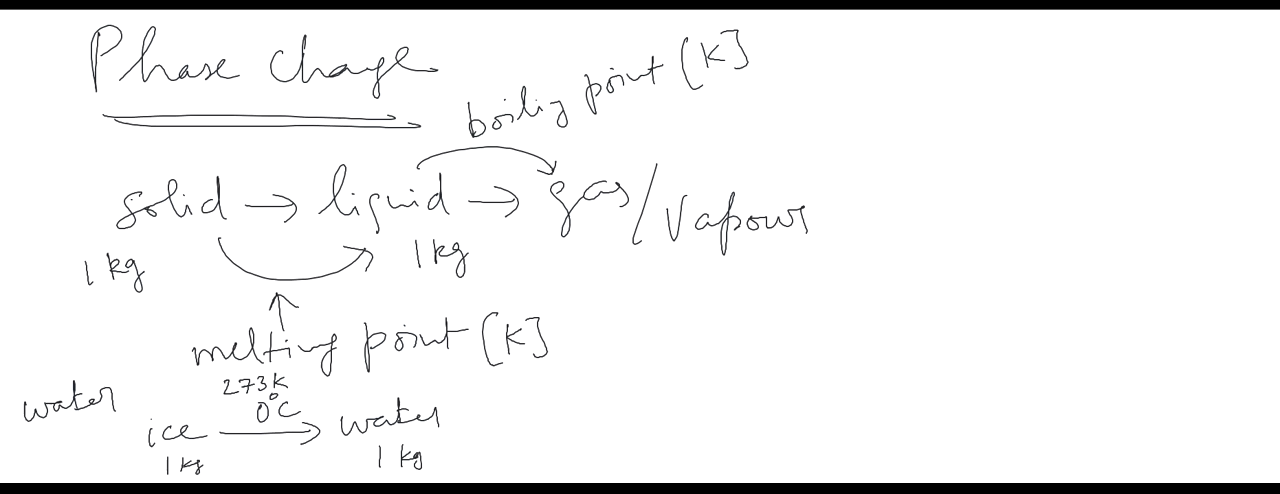 Phase change
boiling point [K]
solid → liquid → gas/Vapours
1 kg 1 kg
melting point [K]
273K
water 0°C
ice → water
1 kg 1 kg